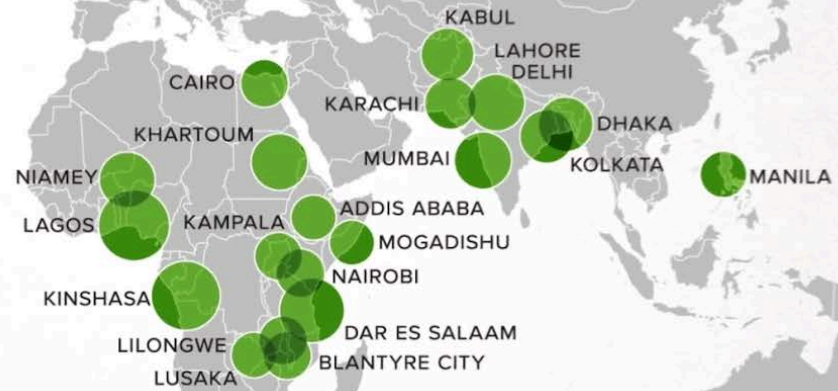 KABUL
LAHORE
DELHI
CAIRO
KARACHI
KHARTOUM
DHAKA
MUMBAI
KOLKATA
NIAMEY
MANILA
ADDIS ABABA
LAGOS
KAMPALA
MOGADISHU
NAIROBI
KINSHASA
DAR ES SALAAM
LILONGWE
BLANTYRE CITY
LUSAKA